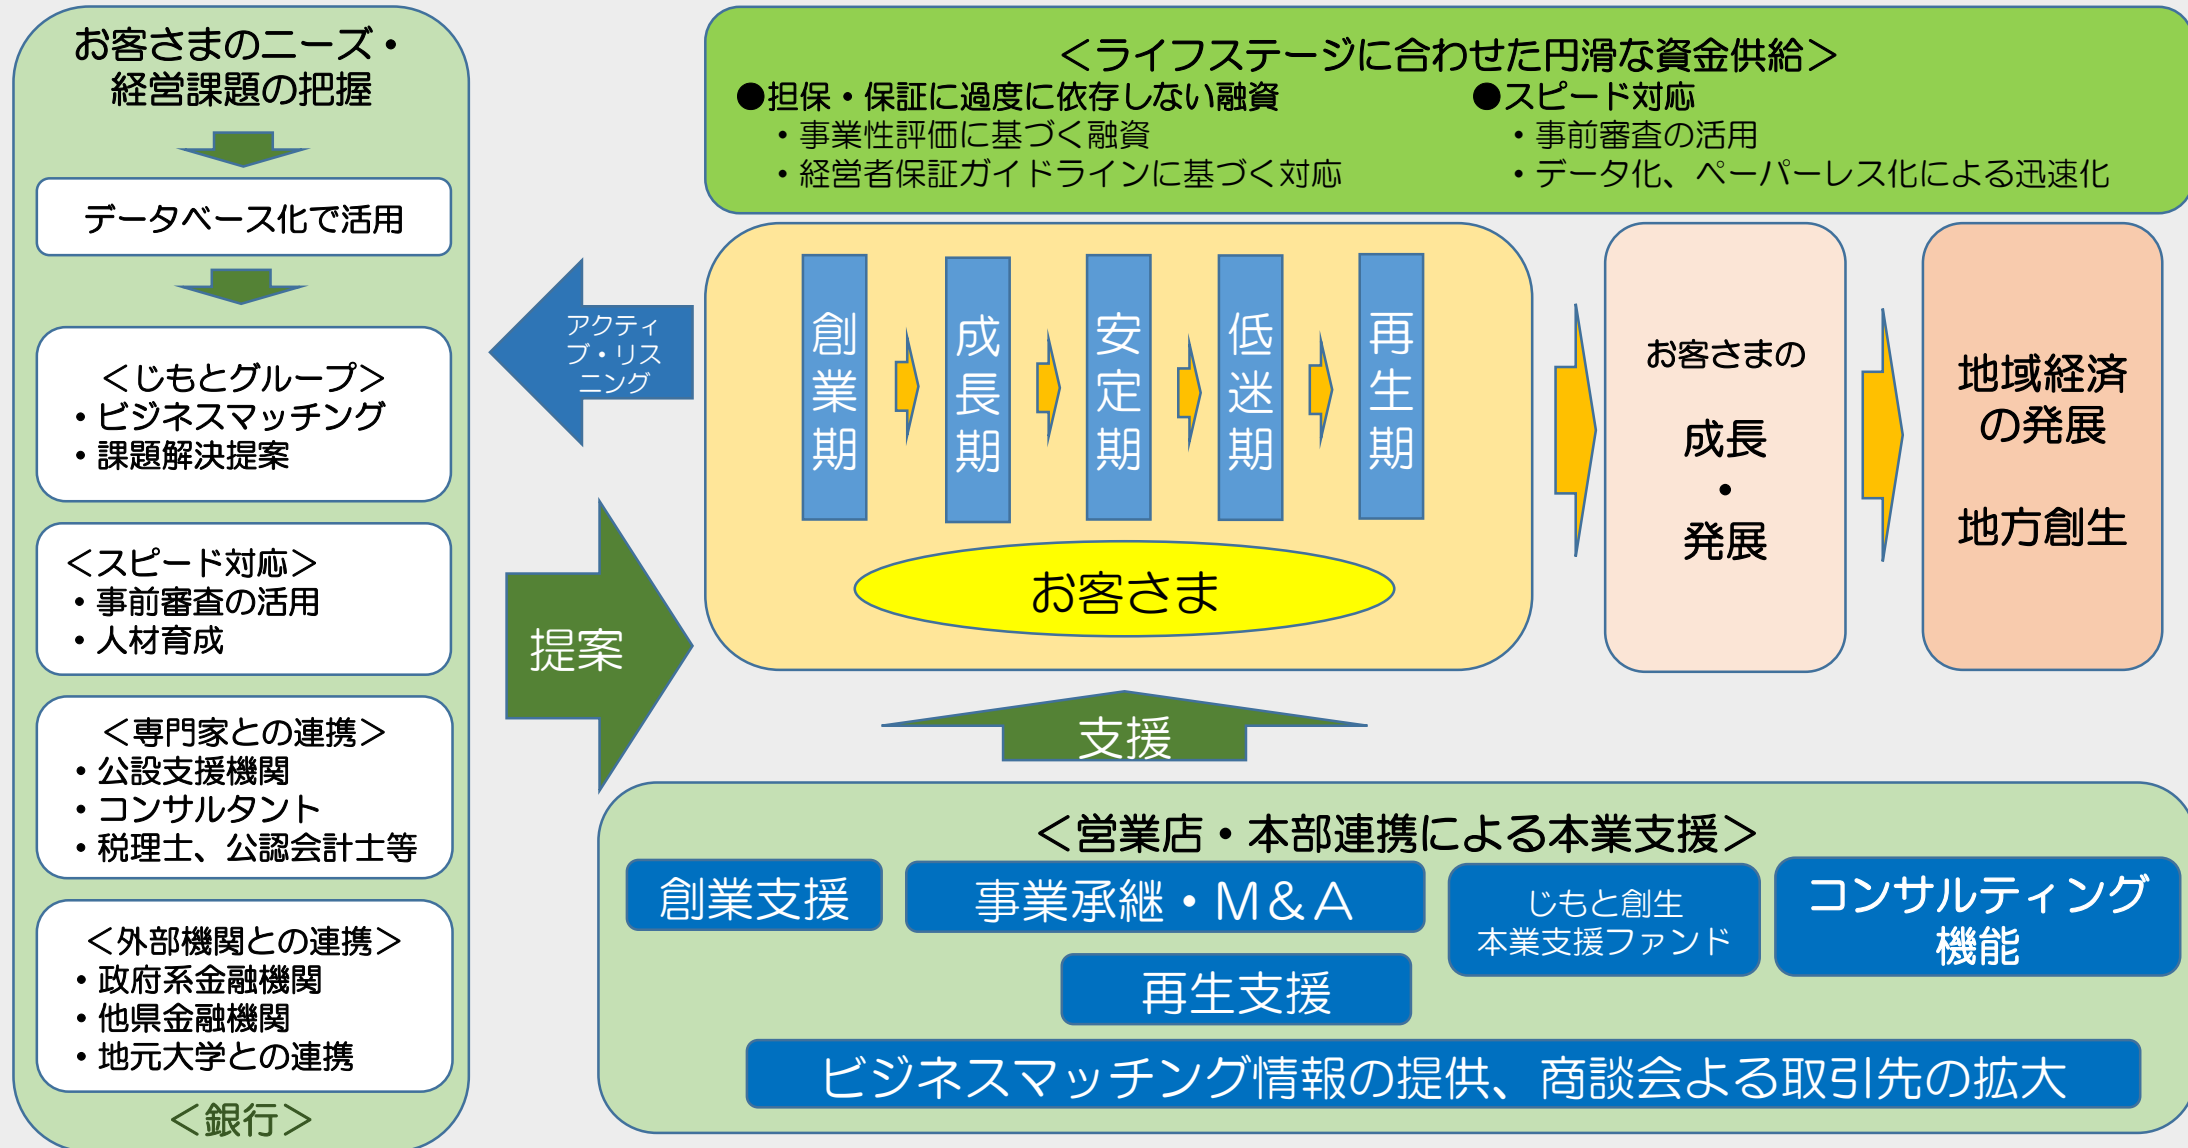 お客さまのニーズ・
経営課題の把握
データベース化で活用
＜じもとグループ＞
・ビジネスマッチング
・課題解決提案
＜スピード対応＞
・事前審査の活用
・人材育成
＜専門家との連携＞
・公設支援機関
・コンサルタント
・税理士、公認会計士等
＜外部機関との連携＞
・政府系金融機関
・他県金融機関
・地元大学との連携
＜銀行＞
アクティ
ブ・リス
ニング
提案
＜ライフステージに合わせた円滑な資金供給＞
●担保・保証に過度に依存しない融資
・事業性評価に基づく融資
・経営者保証ガイドラインに基づく対応
●スピード対応
・事前審査の活用
・データ化、ペーパーレス化による迅速化
創業期
成長期
安定期
低迷期
再生期
お客さま
お客さまの
成長
・
発展
地域経済
の発展
地方創生
支援
＜営業店・本部連携による本業支援＞
創業支援
事業承継・Ｍ＆Ａ
じもと創生
本業支援ファンド
コンサルティング
機能
再生支援
ビジネスマッチング情報の提供、商談会よる取引先の拡大